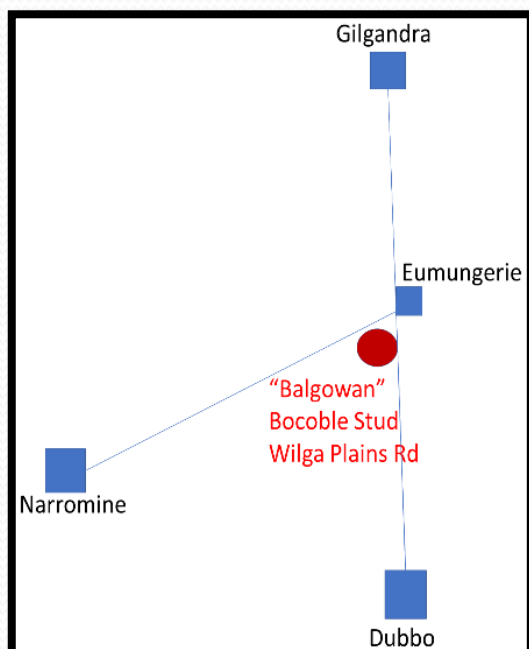 Gilgandra
Eumungerie
“Balgowan”
Bocoble Stud
Wilga Plains Rd
Narromine
Dubbo